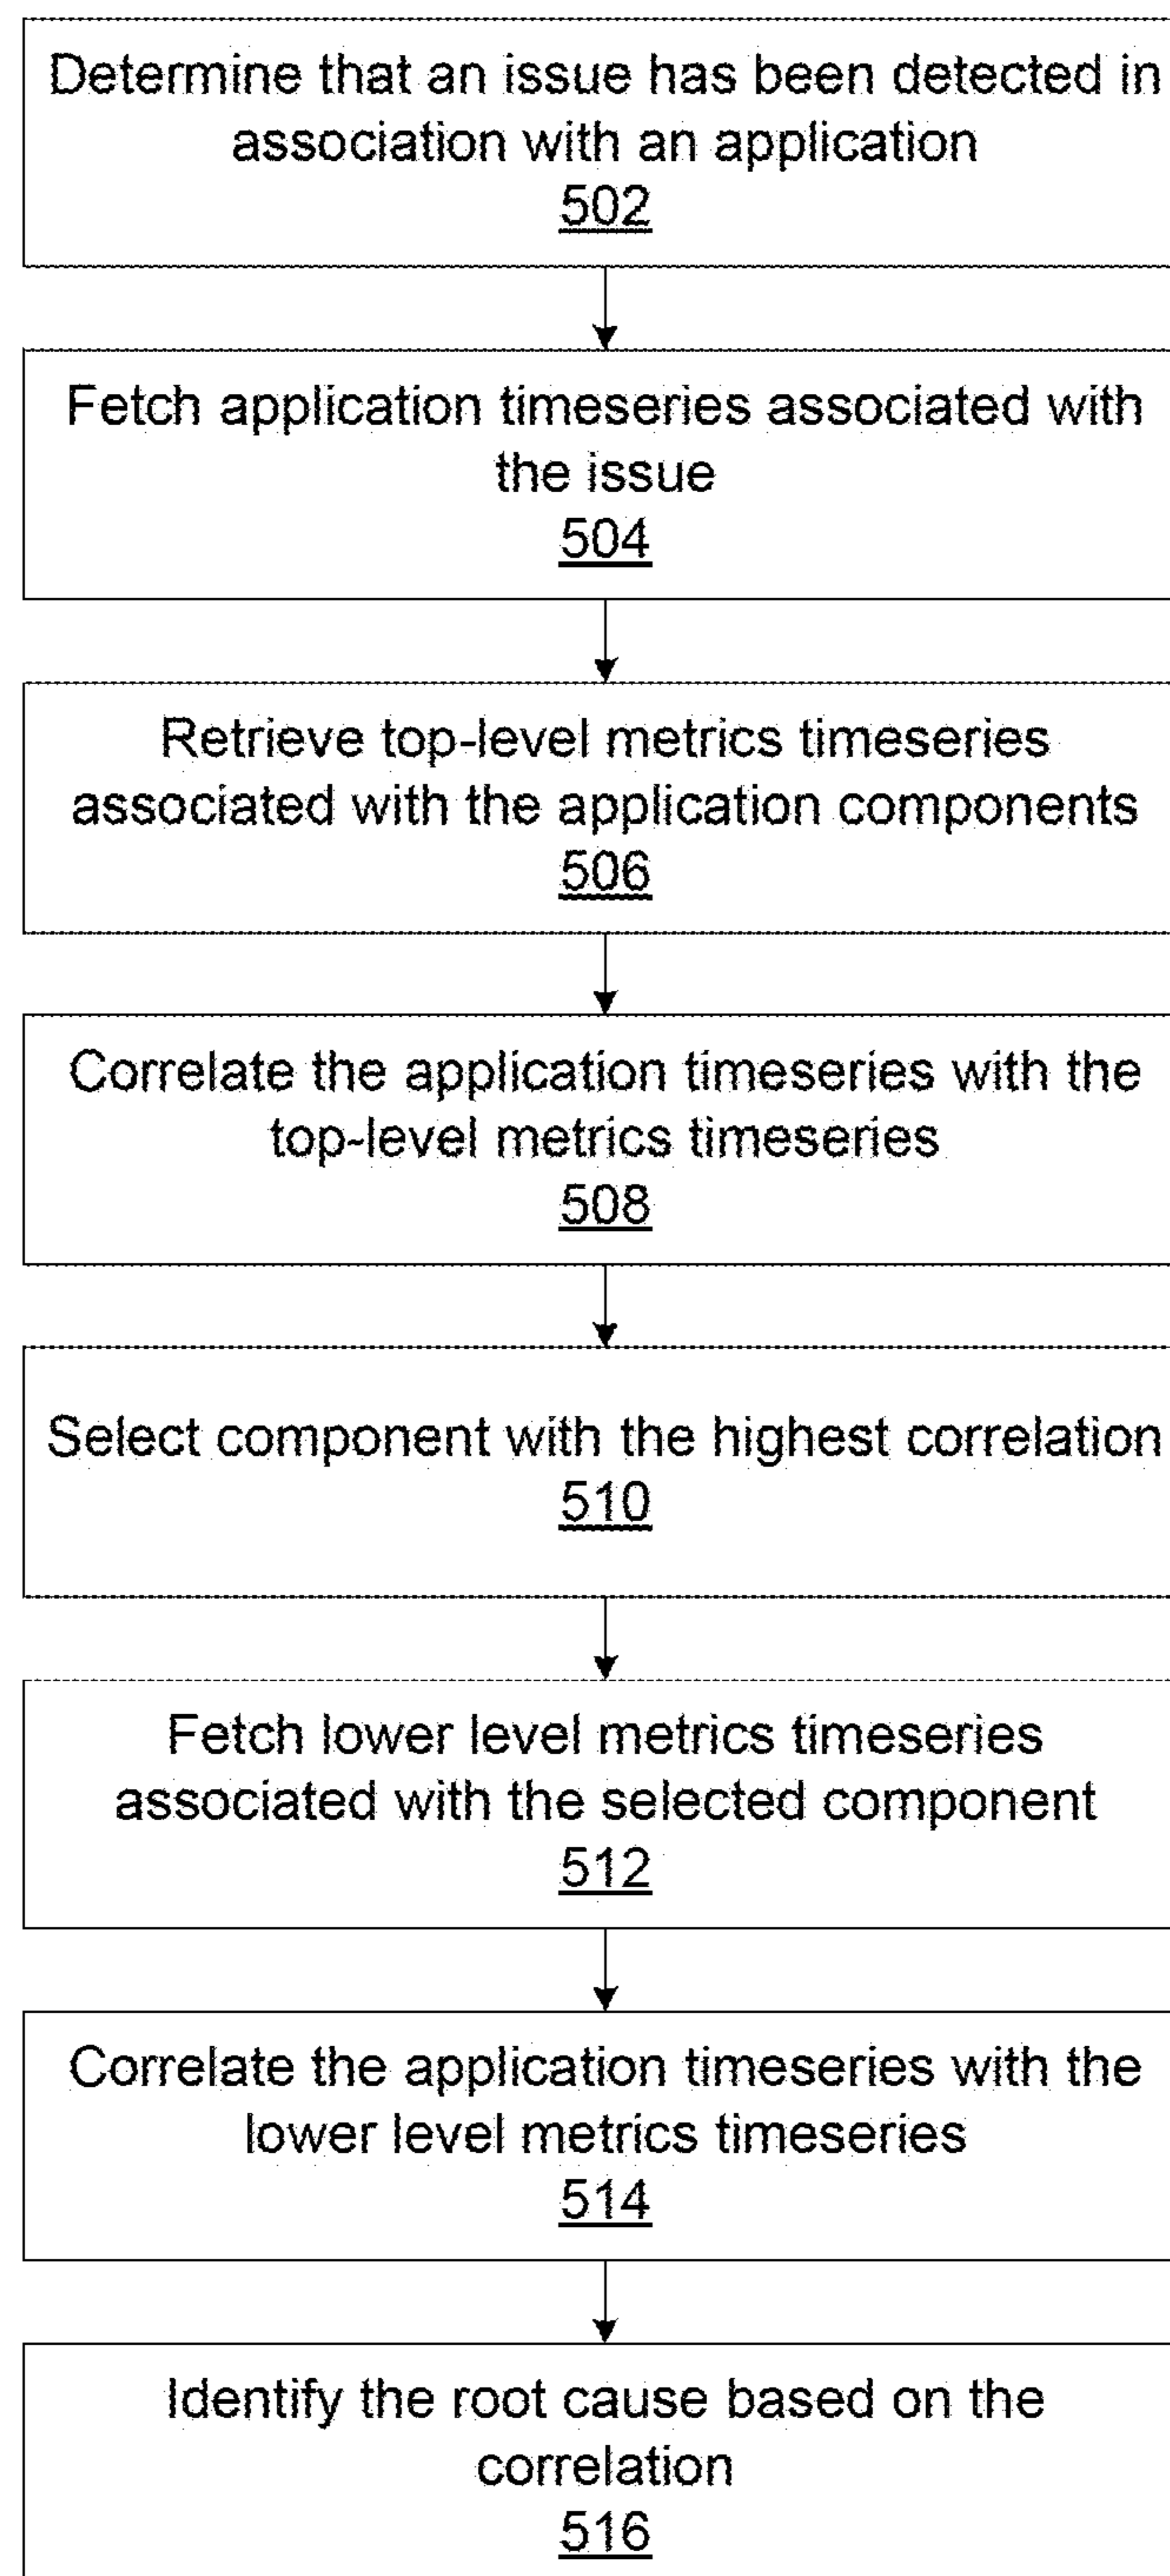 Determine that an issue has been detected in
association with an application
502
Fetch application timeseries associated with
the issue
504
Retrieve top-level metrics timeseries
associated with the application components
506
Correlate the application timeseries with the
top-level metrics timeseries
508
Select component with the highest correlation
510
Fetch lower level metrics timeseries
associated with the selected component
512
Correlate the application timeseries with the
lower level metrics timeseries
514
Identify the root cause based on the
correlation
516